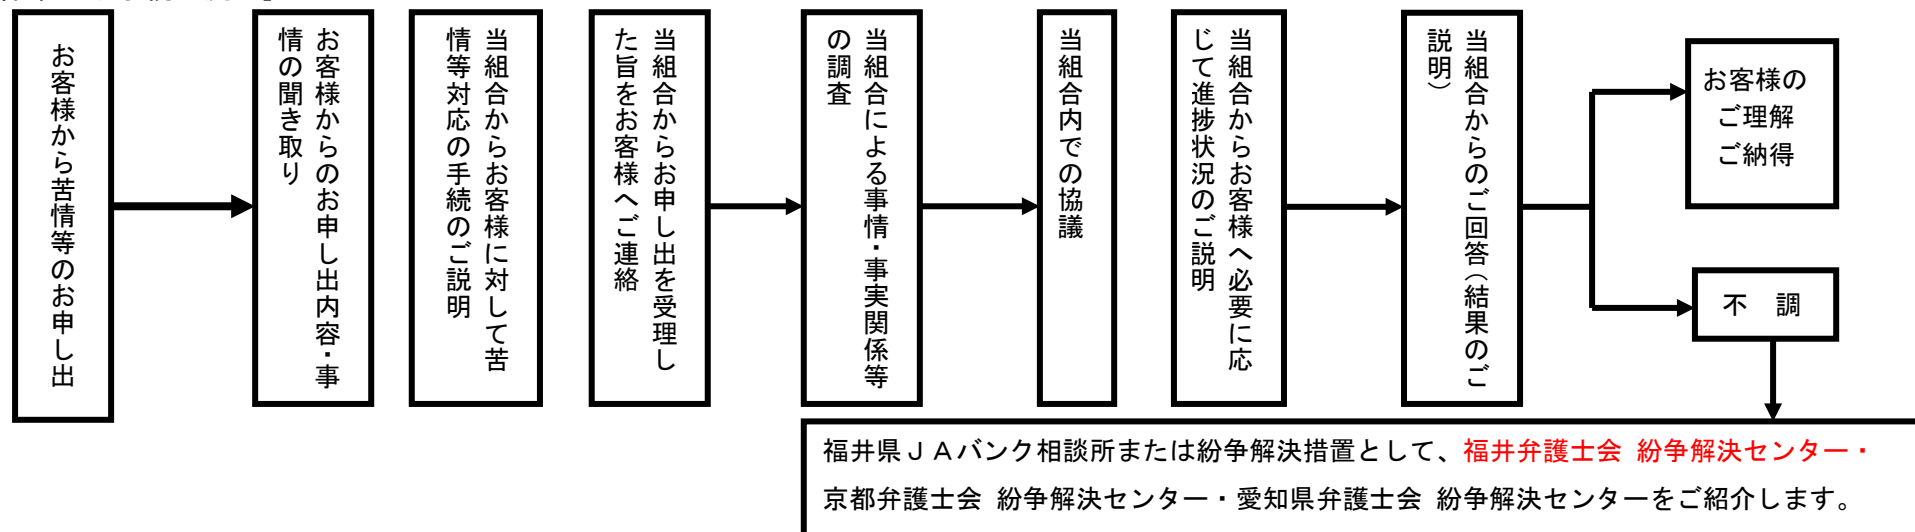 お客様から苦情等のお申し出
お客様からのお申し出内容・事
情の聞き取り
当組合からお客様に対して苦
情等対応の手続のご説明
当組合からお申し出を受理し
た旨をお客様へご連絡
当組合による事情・事実関係等
の調査
当組合内での協議
当組合からお客様へ必要に応
じて進捗状況のご説明
当組合からのご回答（結果のご
説明）
お客様の
ご理解
ご納得
不 調
福井県ＪＡバンク相談所または紛争解決措置として、福井弁護士会 紛争解決センター・
京都弁護士会 紛争解決センター・愛知県弁護士会 紛争解決センターをご紹介します。